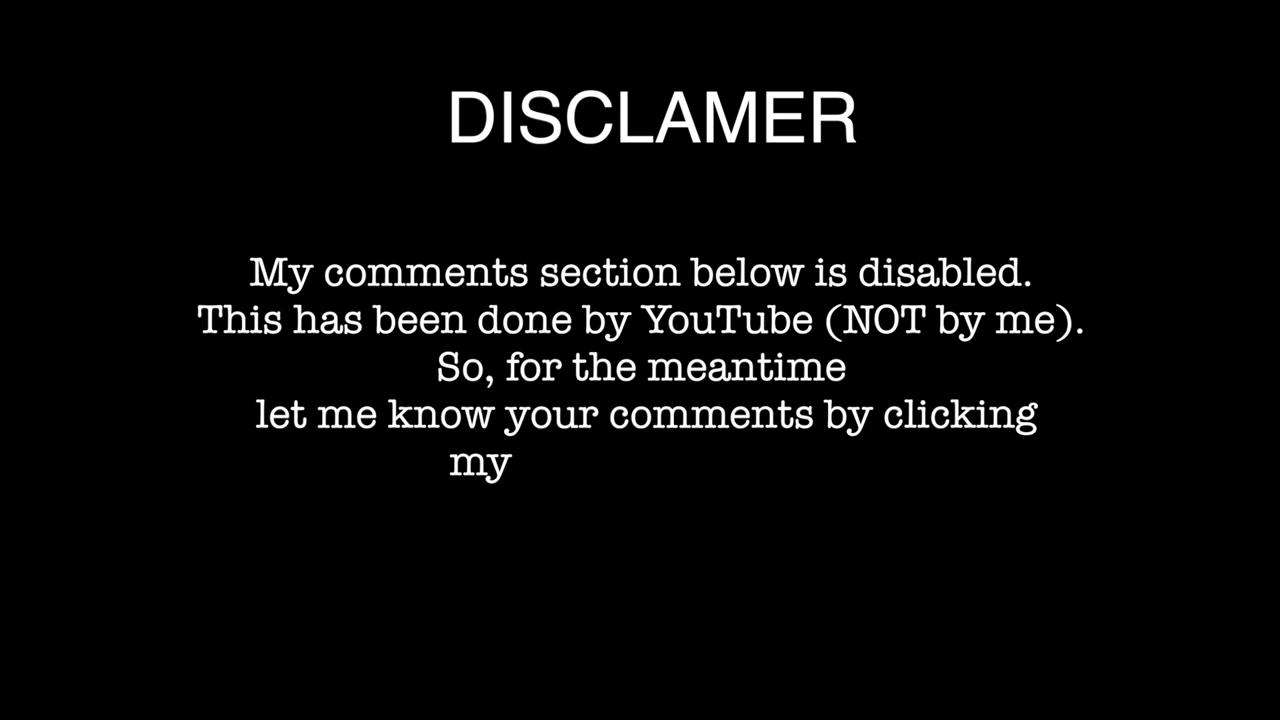 DISCLAMER
My comments section below is disabled.
This has been done by YouTube (NOT by me).
So, for the meantime
let me know your comments by clicking
my